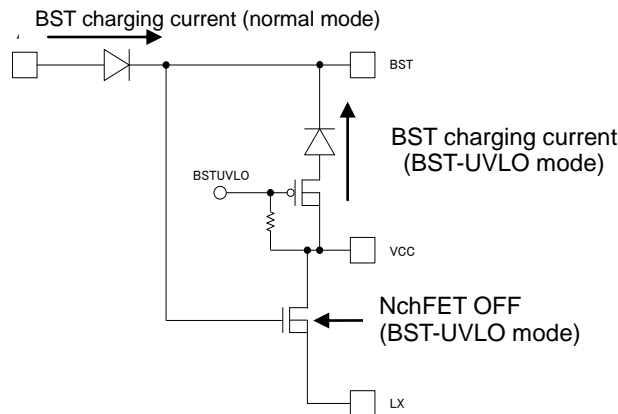 BST charging current (normal mode)
BST
BST charging current
(BST-UVLO mode)
BSTUVLO
VCC
NchFET OFF
(BST-UVLO mode)
LX